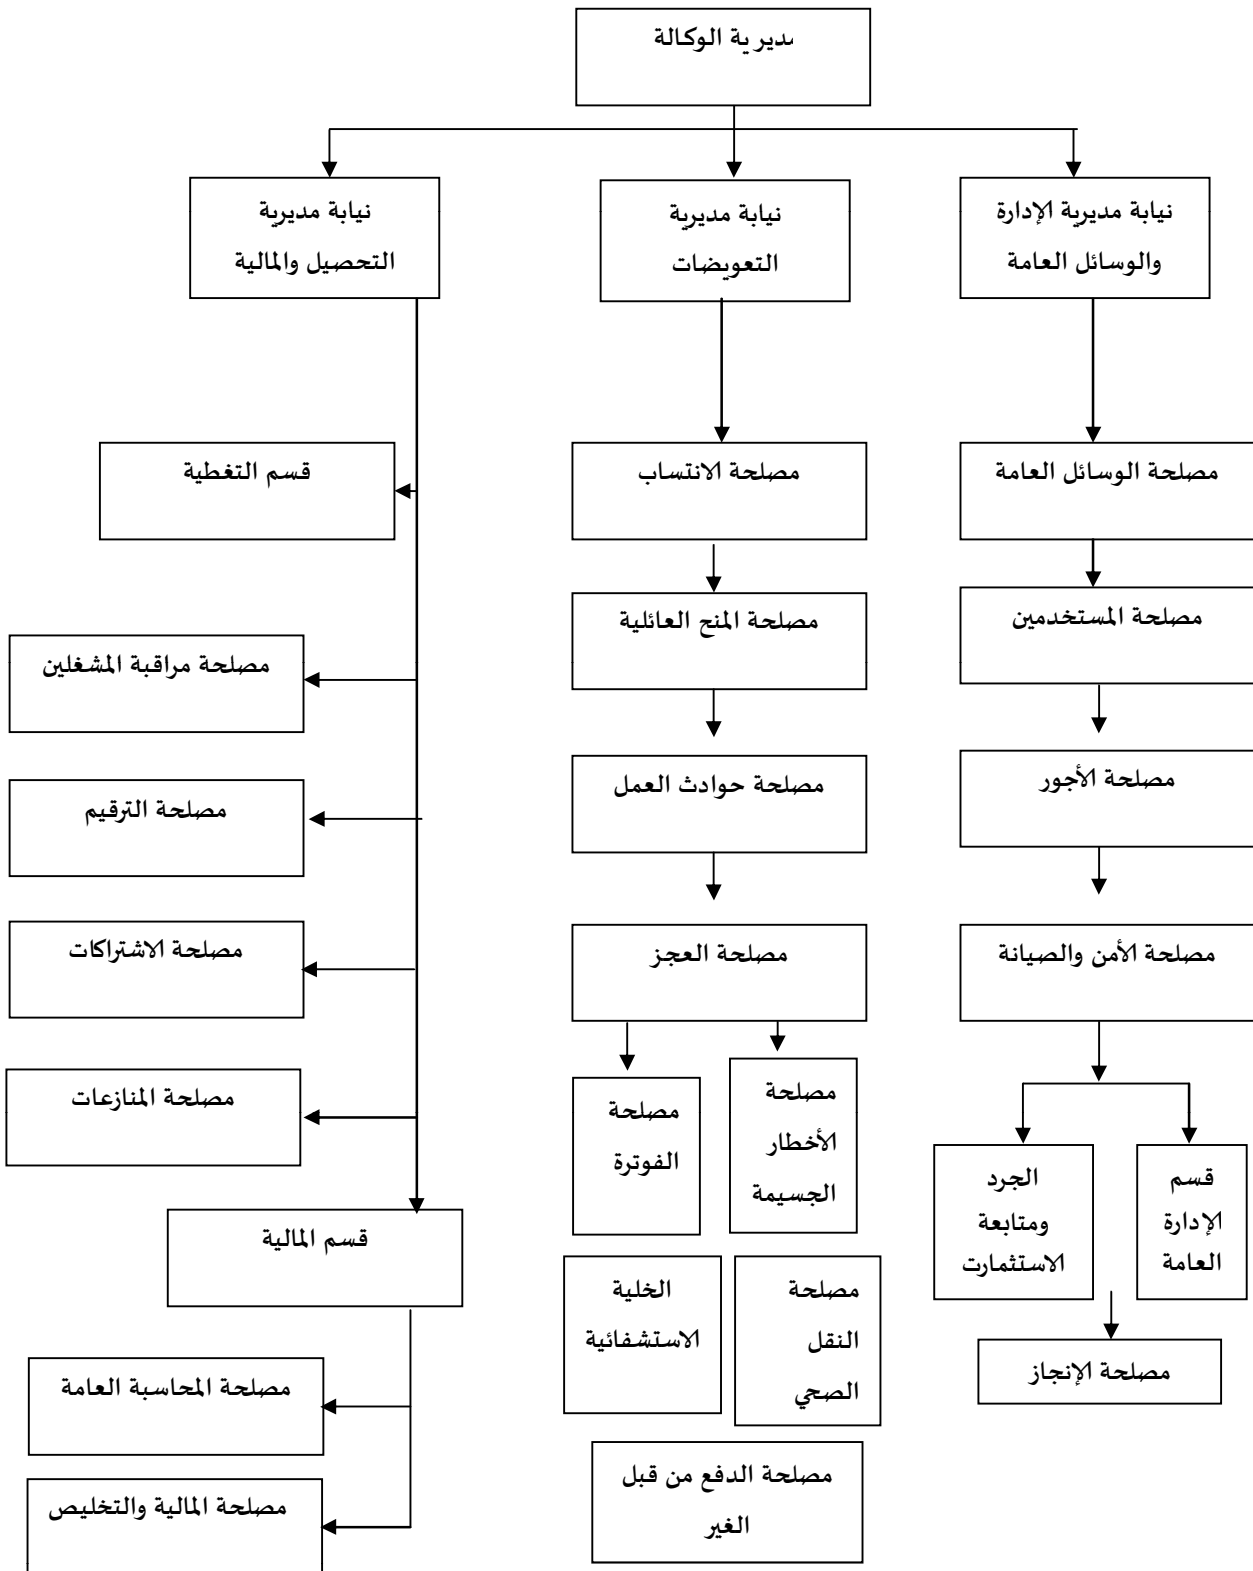 مديرية الوكالة
نيابة مديرية الإدارة
والوسائل العامة
نيابة مديرية
التعويضات
نيابة مديرية
التحصيل والمالية
مصلحة الوسائل العامة
مصلحة الانتساب
قسم التغطية
مصلحة المستخدمين
مصلحة المنح العائلية
مصلحة مراقبة المشغلين
مصلحة الأجور
مصلحة حوادث العمل
مصلحة الترقيم
مصلحة الأمن والصيانة
مصلحة العجز
مصلحة الاشتراكات
مصلحة
الأخطار
الجسيمة
مصلحة
الفوترة
مصلحة المنازعات
قسم
الإدارة
العامة
الجرد
ومتابعة
الاستثمارت
قسم المالية
مصلحة
النقل
الصحي
الخلية
الاستشفائية
مصلحة الإنجاز
مصلحة المحاسبة العامة
مصلحة الدفع من قبل
الغير
مصلحة المالية والتخليص